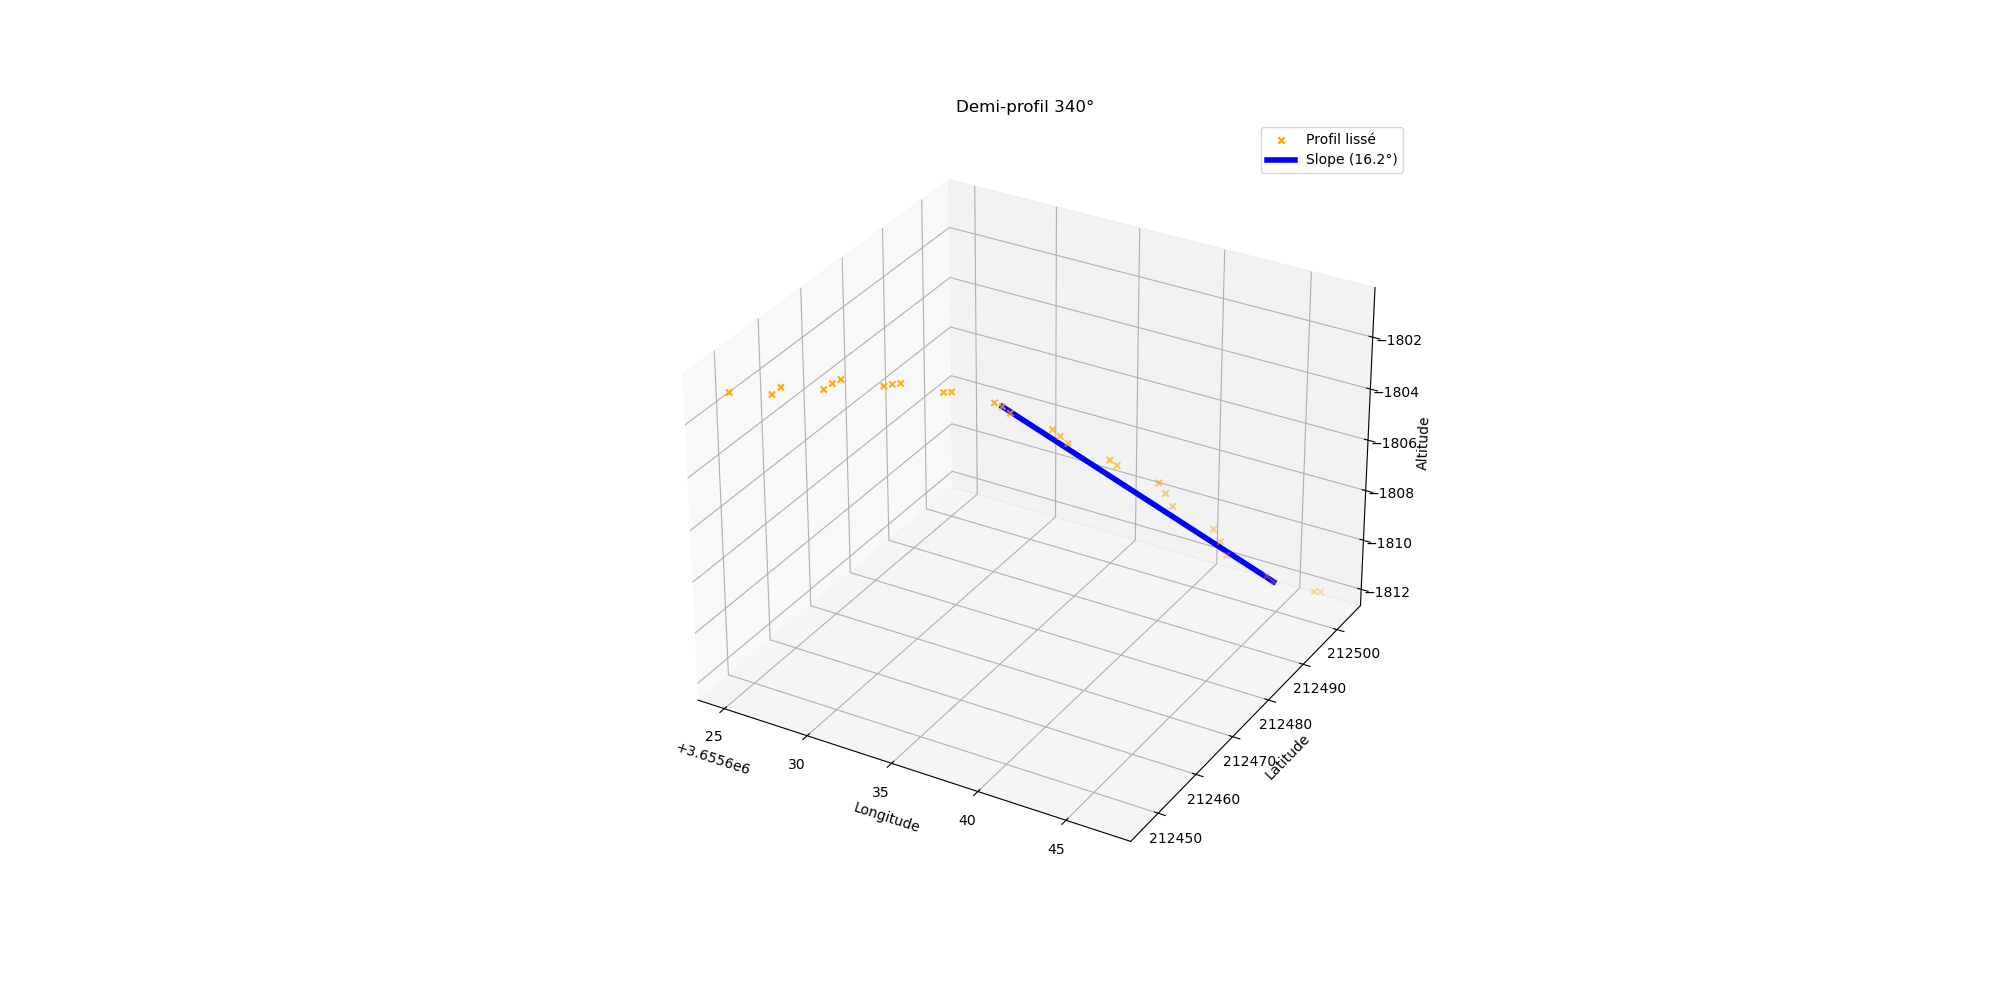 Demi-profil 340°
Profil lissé
Slope (16.2°)
−1802
−1804
−1806
−1808
−1810
−1812
Altitude
212500
212490
212480
212470
212460
212450
Latitude
25
30
35
40
45
+3.6556e6
Longitude